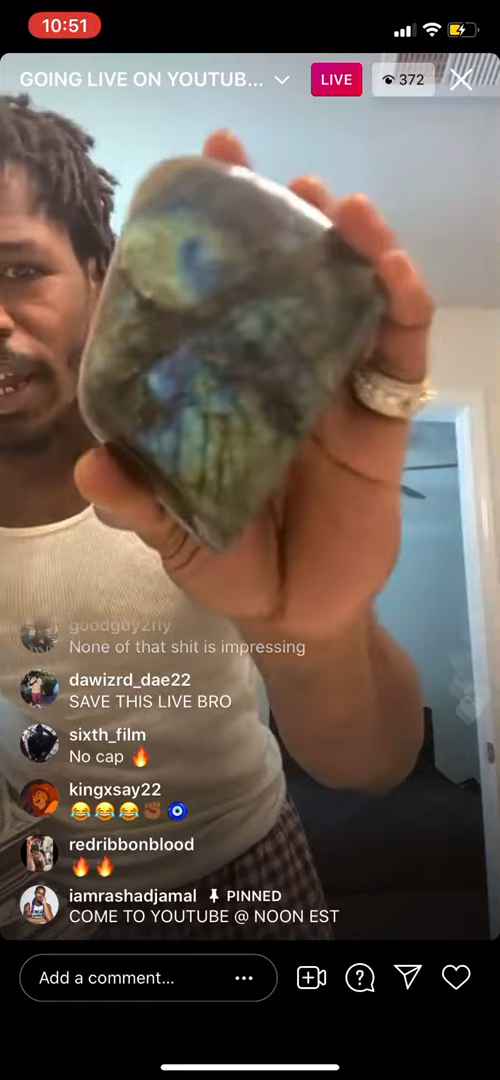 10:51
GOING LIVE ON YOUTUB...
LIVE
372
goodguy2fly
None of that shit is impressing
dawizrd_dae22
SAVE THIS LIVE BRO
sixth_film
No cap 🔥
kingxsay22
😂😂😂✊🏾🧿
redribbonblood
🔥🔥
iamrashadjamal PINNED
COME TO YOUTUBE @ NOON EST
Add a comment...